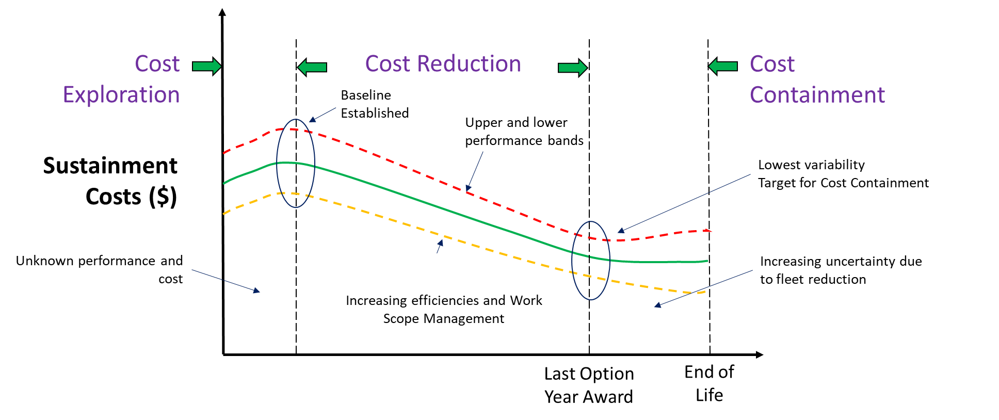 Cost
Exploration
Cost Reduction
Cost
Containment
Baseline
Established
Upper and lower
performance bands
Sustainment
Costs ($)
Lowest variability
Target for Cost Containment
Unknown performance and
cost
Increasing uncertainty due
to fleet reduction
Increasing efficiencies and Work
Scope Management
Last Option
Year Award
End of
Life